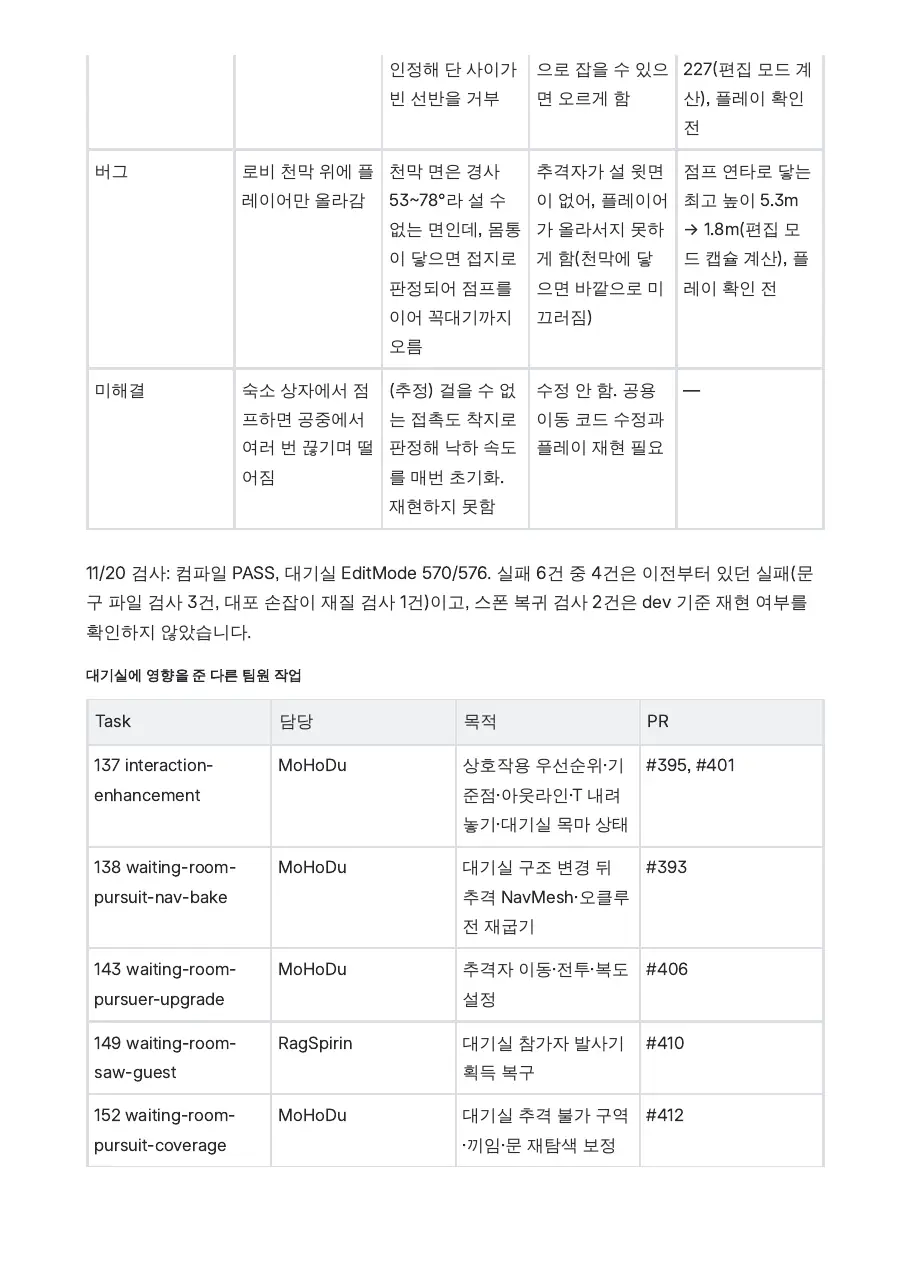 인정해 단 사이가
빈 선반을 거부
으로 잡을 수 있으
면 오르게 함
227(편집 모드 계
산), 플레이 확인
전
버그
로비 천막 위에 플
레이어만 올라감
천막 면은 경사
53~78°라 설 수
없는 면인데, 몸통
이 닿으면 접지로
판정되어 점프를
이어 꼭대기까지
오름
추격자가 설 윗면
이 없어, 플레이어
가 올라서지 못하
게 함(천막에 닿
으면 바깥으로 미
끄러짐)
점프 연타로 닿는
최고 높이 5.3m
→ 1.8m(편집 모
드 캡슐 계산), 플
레이 확인 전
미해결
숙소 상자에서 점
프하면 공중에서
여러 번 끊기며 떨
어짐
(추정) 걸을 수 없
는 접촉도 착지로
판정해 낙하 속도
를 매번 초기화.
재현하지 못함
수정 안 함. 공용
이동 코드 수정과
플레이 재현 필요
—
11/20 검사: 컴파일 PASS, 대기실 EditMode 570/576. 실패 6건 중 4건은 이전부터 있던 실패(문
구 파일 검사 3건, 대포 손잡이 재질 검사 1건)이고, 스폰 복귀 검사 2건은 dev 기준 재현 여부를
확인하지 않았습니다.
대기실에 영향을 준 다른 팀원 작업
Task
담당
목적
PR
137 interaction-
enhancement
MoHoDu
상호작용 우선순위·기
준점·아웃라인·T 내려
놓기·대기실 목마 상태
#395, #401
138 waiting-room-
pursuit-nav-bake
MoHoDu
대기실 구조 변경 뒤
추격 NavMesh·오클루
전 재굽기
#393
143 waiting-room-
pursuer-upgrade
MoHoDu
추격자 이동·전투·복도
설정
#406
149 waiting-room-
saw-guest
RagSpirin
대기실 참가자 발사기
획득 복구
#410
152 waiting-room-
pursuit-coverage
MoHoDu
대기실 추격 불가 구역
·끼임·문 재탐색 보정
#412